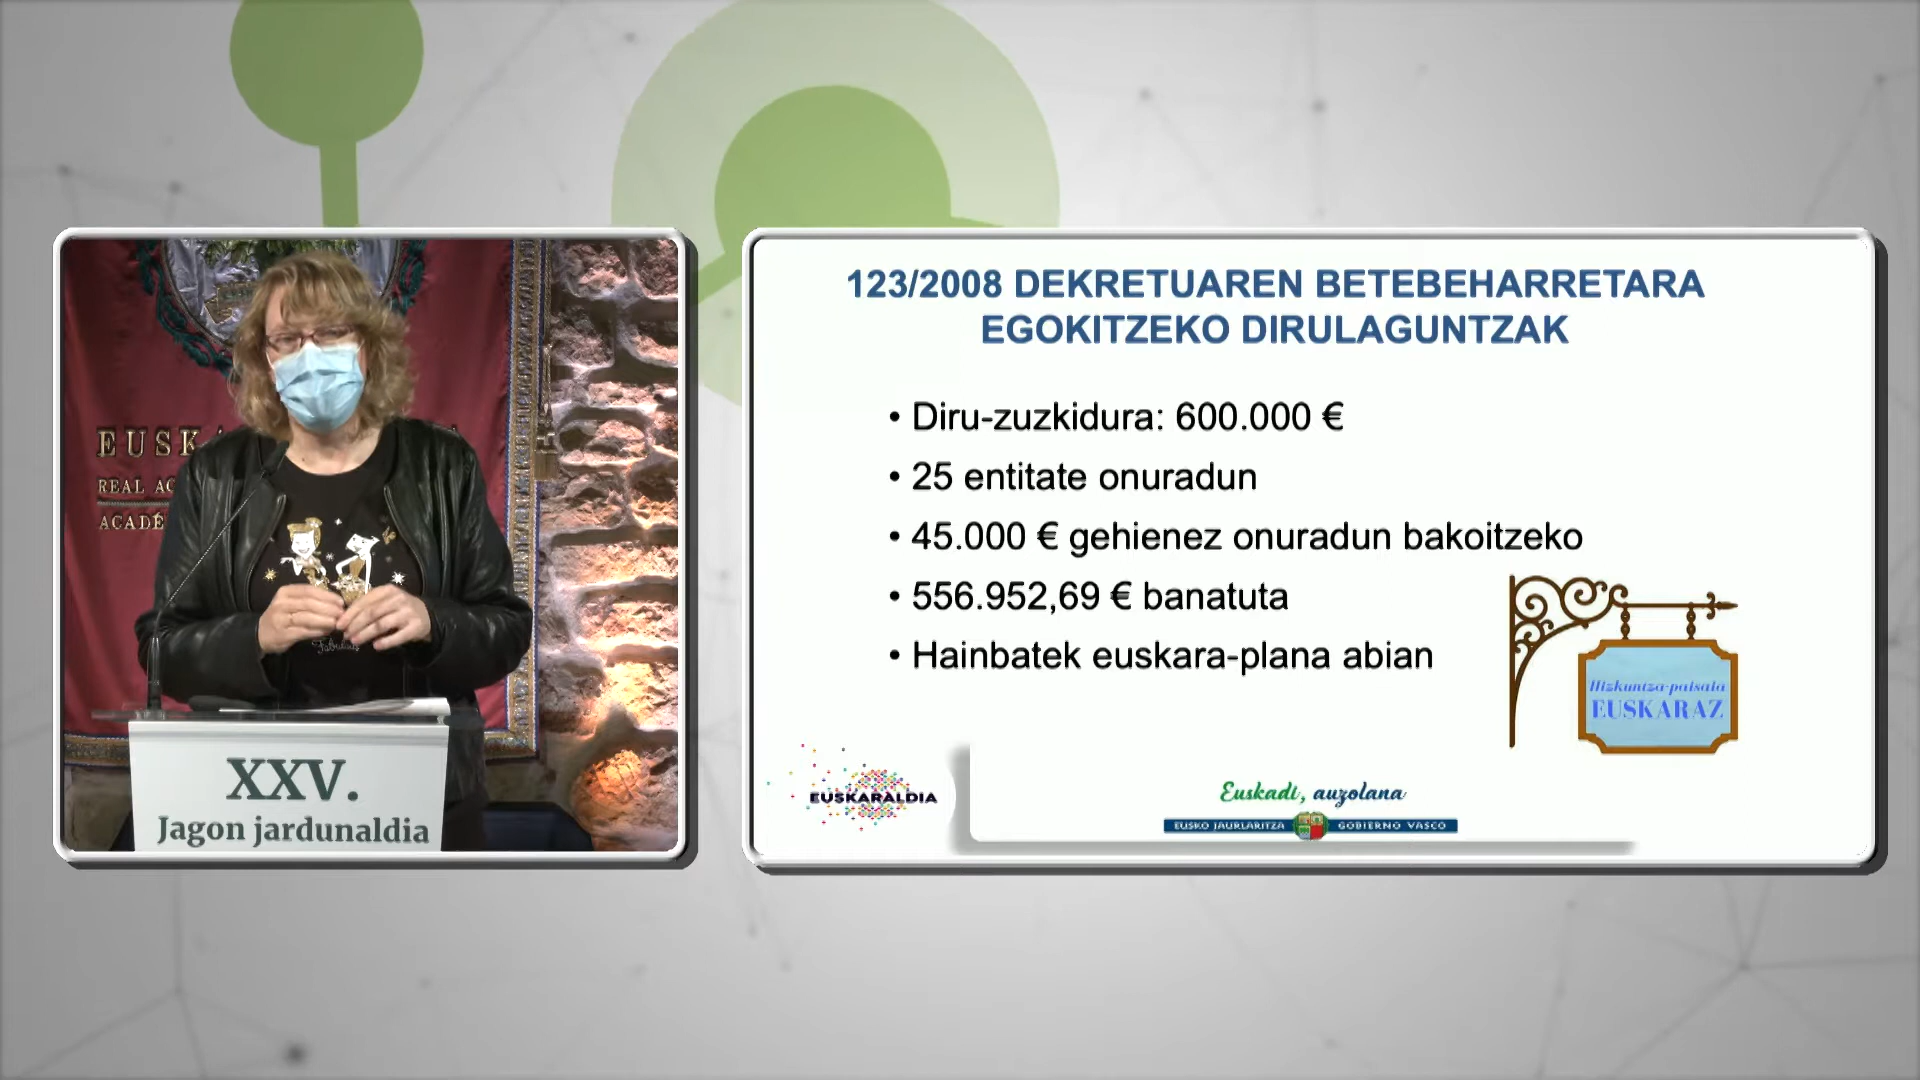 EUSK
REAL AC
ACADÉ
Fabulous
XXV.
Jagon jardunaldia
123/2008 DEKRETUAREN BETEBEHARRETARA
EGOKITZEKO DIRULAGUNTZAK
• Diru-zuzkidura: 600.000 €
• 25 entitate onuradun
• 45.000 € gehienez onuradun bakoitzeko
• 556.952,69 € banatuta
• Hainbatek euskara-plana abian
Hizkuntza-paisaia
EUSKARAZ
EUSKARALDIA
Euskadi, auzolana
EUSKO JAURLARITZA GOBIERNO VASCO